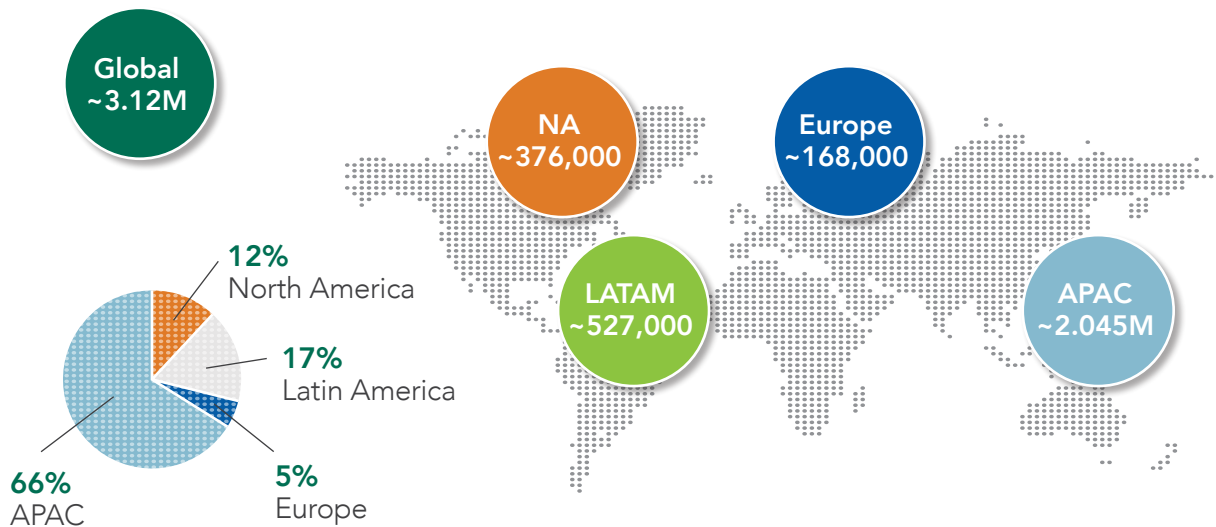 Global
~3.12M
NA
~376,000
Europe
~168,000
LATAM
~527,000
APAC
~2.045M
12%
North America
17%
Latin America
5%
Europe
66%
APAC